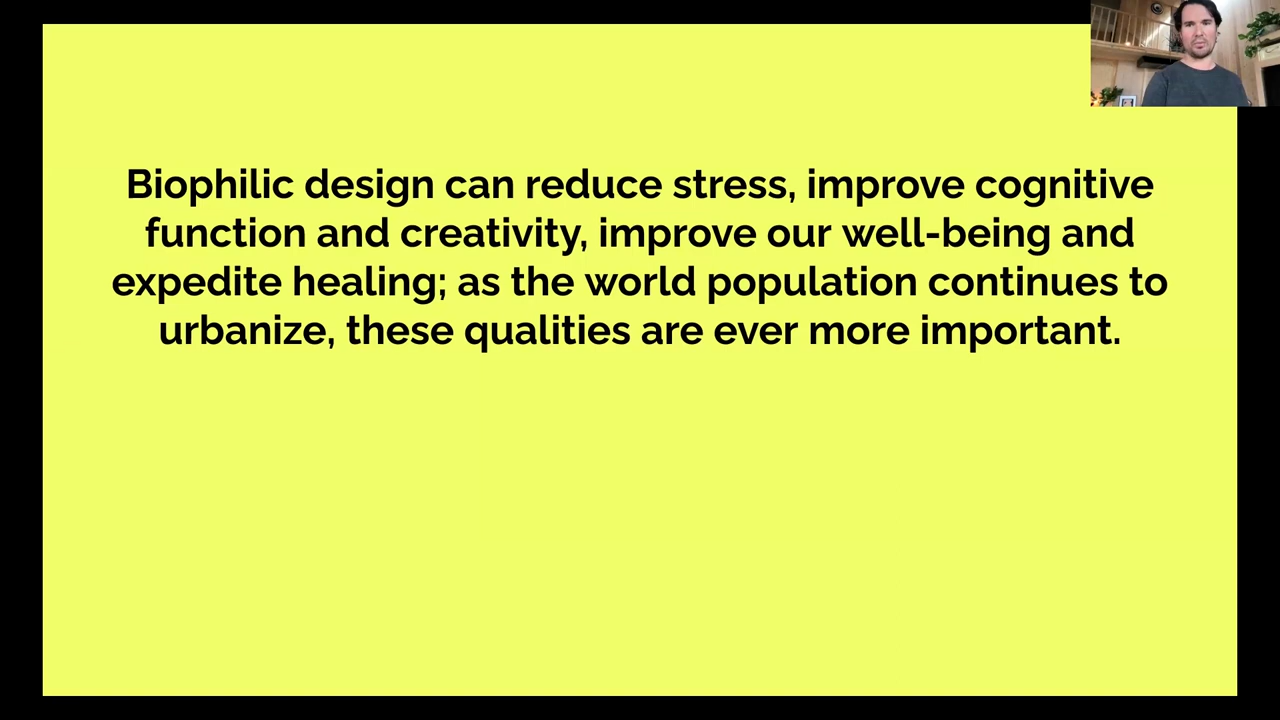 Biophilic design can reduce stress, improve cognitive
function and creativity, improve our well-being and
expedite healing; as the world population continues to
urbanize, these qualities are ever more important.